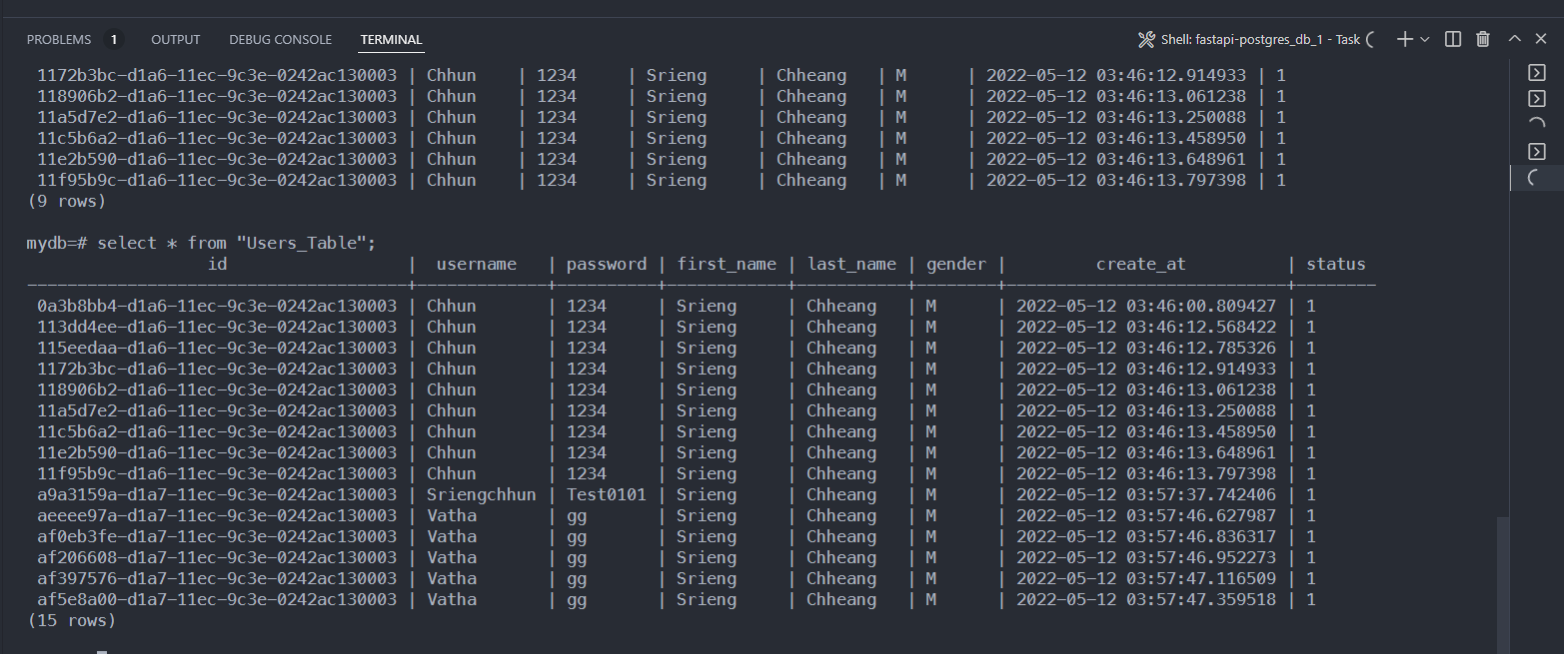 PROBLEMS 1 OUTPUT DEBUG CONSOLE TERMINAL Shell: fastapi-postgres_db_1 - Task
1172b3bc-d1a6-11ec-9c3e-0242ac130003 | Chhun | 1234 | Srieng | Chheang | M | 2022-05-12 03:46:12.914933 | 1
118906b2-d1a6-11ec-9c3e-0242ac130003 | Chhun | 1234 | Srieng | Chheang | M | 2022-05-12 03:46:13.061238 | 1
11a5d7e2-d1a6-11ec-9c3e-0242ac130003 | Chhun | 1234 | Srieng | Chheang | M | 2022-05-12 03:46:13.250088 | 1
11c5b6a2-d1a6-11ec-9c3e-0242ac130003 | Chhun | 1234 | Srieng | Chheang | M | 2022-05-12 03:46:13.458950 | 1
11e2b590-d1a6-11ec-9c3e-0242ac130003 | Chhun | 1234 | Srieng | Chheang | M | 2022-05-12 03:46:13.648961 | 1
11f95b9c-d1a6-11ec-9c3e-0242ac130003 | Chhun | 1234 | Srieng | Chheang | M | 2022-05-12 03:46:13.797398 | 1
(9 rows)
mydb=# select * from "Users_Table";
id | username | password | first_name | last_name | gender | create_at | status
--------------------------------------+-------------+----------+------------+-----------+--------+----------------------------+--------
0a3b8bb4-d1a6-11ec-9c3e-0242ac130003 | Chhun | 1234 | Srieng | Chheang | M | 2022-05-12 03:46:00.809427 | 1
113dd4ee-d1a6-11ec-9c3e-0242ac130003 | Chhun | 1234 | Srieng | Chheang | M | 2022-05-12 03:46:12.568422 | 1
115eedaa-d1a6-11ec-9c3e-0242ac130003 | Chhun | 1234 | Srieng | Chheang | M | 2022-05-12 03:46:12.785326 | 1
1172b3bc-d1a6-11ec-9c3e-0242ac130003 | Chhun | 1234 | Srieng | Chheang | M | 2022-05-12 03:46:12.914933 | 1
118906b2-d1a6-11ec-9c3e-0242ac130003 | Chhun | 1234 | Srieng | Chheang | M | 2022-05-12 03:46:13.061238 | 1
11a5d7e2-d1a6-11ec-9c3e-0242ac130003 | Chhun | 1234 | Srieng | Chheang | M | 2022-05-12 03:46:13.250088 | 1
11c5b6a2-d1a6-11ec-9c3e-0242ac130003 | Chhun | 1234 | Srieng | Chheang | M | 2022-05-12 03:46:13.458950 | 1
11e2b590-d1a6-11ec-9c3e-0242ac130003 | Chhun | 1234 | Srieng | Chheang | M | 2022-05-12 03:46:13.648961 | 1
11f95b9c-d1a6-11ec-9c3e-0242ac130003 | Chhun | 1234 | Srieng | Chheang | M | 2022-05-12 03:46:13.797398 | 1
a9a3159a-d1a7-11ec-9c3e-0242ac130003 | Sriengchhun | Test0101 | Srieng | Chheang | M | 2022-05-12 03:57:37.742406 | 1
aeeee97a-d1a7-11ec-9c3e-0242ac130003 | Vatha | gg | Srieng | Chheang | M | 2022-05-12 03:57:46.627987 | 1
af0eb3fe-d1a7-11ec-9c3e-0242ac130003 | Vatha | gg | Srieng | Chheang | M | 2022-05-12 03:57:46.836317 | 1
af206608-d1a7-11ec-9c3e-0242ac130003 | Vatha | gg | Srieng | Chheang | M | 2022-05-12 03:57:46.952273 | 1
af397576-d1a7-11ec-9c3e-0242ac130003 | Vatha | gg | Srieng | Chheang | M | 2022-05-12 03:57:47.116509 | 1
af5e8a00-d1a7-11ec-9c3e-0242ac130003 | Vatha | gg | Srieng | Chheang | M | 2022-05-12 03:57:47.359518 | 1
(15 rows)